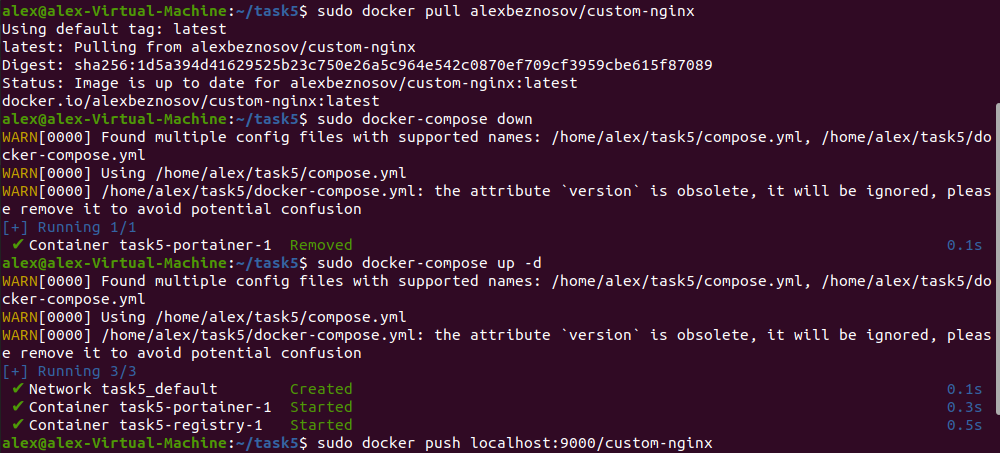 alex@alex-Virtual-Machine:~/task5$ sudo docker pull alexbeznosov/custom-nginx
Using default tag: latest
latest: Pulling from alexbeznosov/custom-nginx
Digest: sha256:1d5a394d41629525b23c750e26a5c964e542c0870ef709cf3959cbe615f87089
Status: Image is up to date for alexbeznosov/custom-nginx:latest
docker.io/alexbeznosov/custom-nginx:latest
alex@alex-Virtual-Machine:~/task5$ sudo docker-compose down
WARN[0000] Found multiple config files with supported names: /home/alex/task5/compose.yml, /home/alex/task5/do
cker-compose.yml
WARN[0000] Using /home/alex/task5/compose.yml
WARN[0000] /home/alex/task5/docker-compose.yml: the attribute `version` is obsolete, it will be ignored, pleas
e remove it to avoid potential confusion
[+] Running 1/1
✔ Container task5-portainer-1  Removed 0.1s
alex@alex-Virtual-Machine:~/task5$ sudo docker-compose up -d
WARN[0000] Found multiple config files with supported names: /home/alex/task5/compose.yml, /home/alex/task5/do
cker-compose.yml
WARN[0000] Using /home/alex/task5/compose.yml
WARN[0000] /home/alex/task5/docker-compose.yml: the attribute `version` is obsolete, it will be ignored, pleas
e remove it to avoid potential confusion
[+] Running 3/3
✔ Network task5_default        Created 0.1s
✔ Container task5-portainer-1  Started 0.3s
✔ Container task5-registry-1   Started 0.5s
alex@alex-Virtual-Machine:~/task5$ sudo docker push localhost:9000/custom-nginx